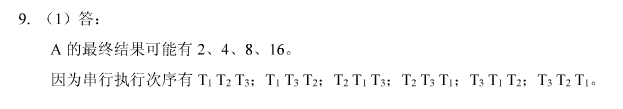 9. （1）答：
A 的最终结果可能有 2、4、8、16。
因为串行执行次序有 T₁ T₂ T₃；T₁ T₃ T₂；T₂ T₁ T₃；T₂ T₃ T₁；T₃ T₁ T₂；T₃ T₂ T₁。